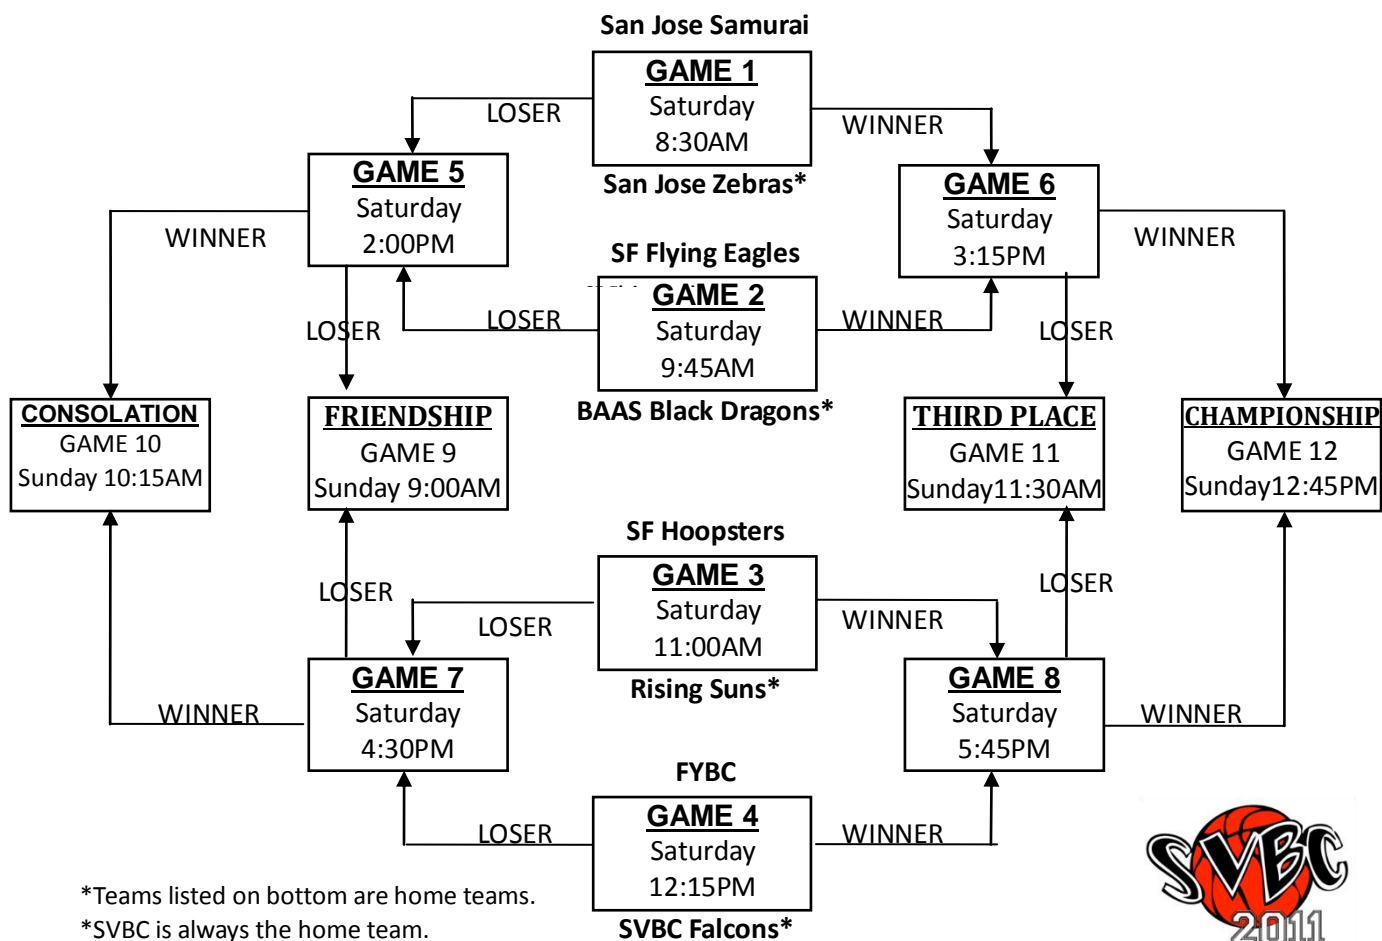 San Jose Samurai
GAME 1
Saturday
8:30AM
San Jose Zebras*
LOSER
WINNER
GAME 5
Saturday
2:00PM
GAME 6
Saturday
3:15PM
WINNER
WINNER
SF Flying Eagles
GAME 2
Saturday
9:45AM
BAAS Black Dragons*
LOSER
LOSER
WINNER
LOSER
CONSOLATION
GAME 10
Sunday 10:15AM
FRIENDSHIP
GAME 9
Sunday 9:00AM
THIRD PLACE
GAME 11
Sunday11:30AM
CHAMPIONSHIP
GAME 12
Sunday12:45PM
SF Hoopsters
GAME 3
Saturday
11:00AM
Rising Suns*
LOSER
LOSER
WINNER
LOSER
GAME 7
Saturday
4:30PM
GAME 8
Saturday
5:45PM
WINNER
WINNER
FYBC
GAME 4
Saturday
12:15PM
SVBC Falcons*
LOSER
WINNER
*Teams listed on bottom are home teams.
*SVBC is always the home team.
SVBC
2011